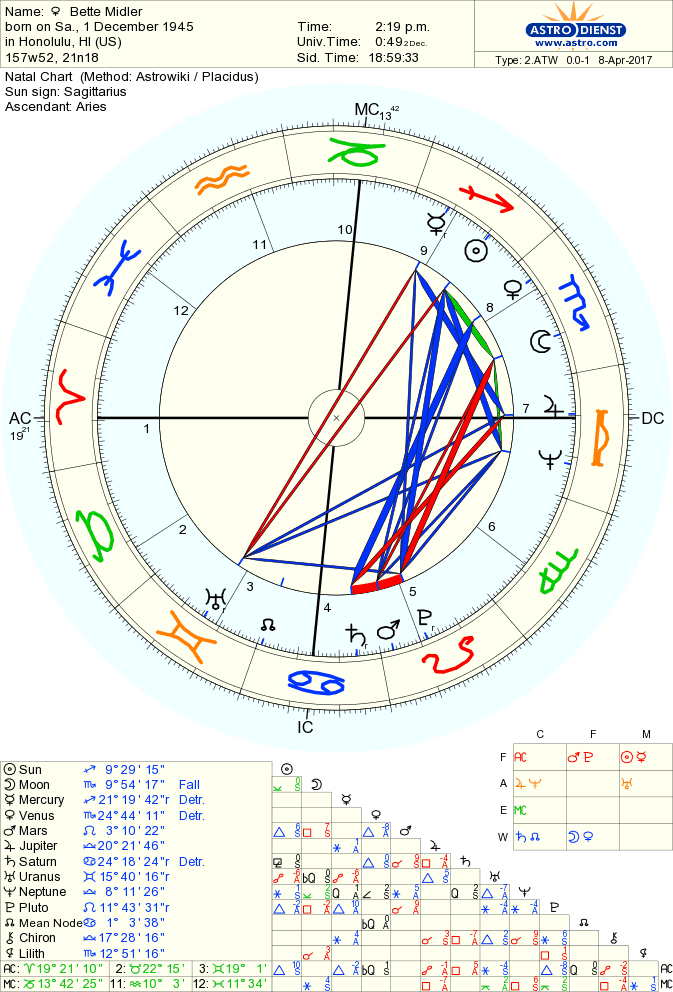 Name: ♀ Bette Midler
born on Sa., 1 December 1945
in Honolulu, HI (US)
157w52, 21n18
Time: 2:19 p.m.
Univ.Time: 0:49 2 Dec.
Sid. Time: 18:59:33
ASTRO DIENST
www.astro.com
Type: 2.ATW 0.0-1 8-Apr-2017
Natal Chart (Method: Astrowiki / Placidus)
Sun sign: Sagittarius
Ascendant: Aries
MC 13 42
10
11
9
12
8
AC 19 21
1
7
DC
2
6
3
4
5
IC
C F M
F AC ♂ ♇ ☉ ☿
A ♃ ♆ ♅
E MC
W ♄ ☊ ☽ ♀
☉ Sun ♐ 9° 29' 15"
☽ Moon ♏ 9° 54' 17" Fall
☿ Mercury ♐ 21° 19' 42" r Detr.
♀ Venus ♏ 24° 44' 11" Detr.
♂ Mars ♌ 3° 10' 22"
♃ Jupiter ♎ 20° 21' 46"
♄ Saturn ♋ 24° 18' 24" r Detr.
♅ Uranus ♊ 15° 40' 16" r
♆ Neptune ♎ 8° 11' 26"
♇ Pluto ♌ 11° 43' 31" r
☊ Mean Node ♋ 1° 3' 38"
⚷ Chiron ♎ 17° 28' 16"
Lilith ♎ 12° 51' 16"
AC: ♈ 19° 21' 10" 2: ♉ 22° 15' 3: ♊ 19° 1'
MC: ♑ 13° 42' 25" 11: ♒ 10° 3' 12: ♓ 11° 34'
AC
MC